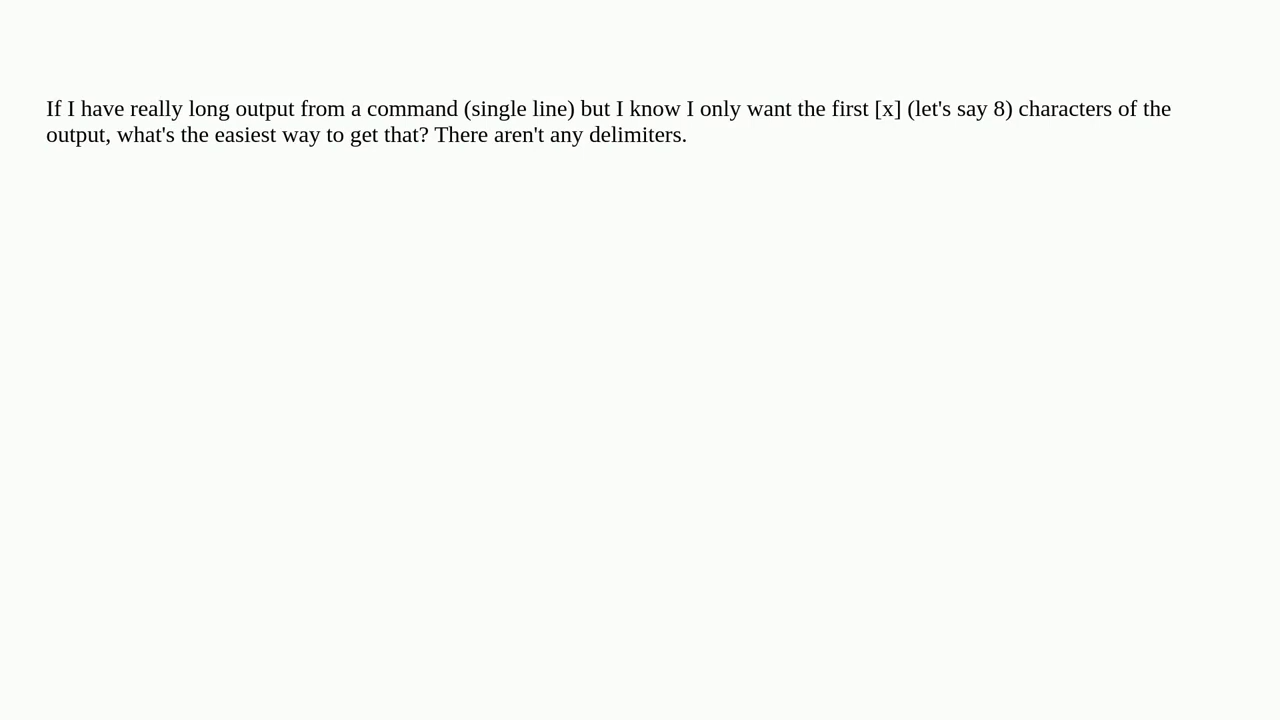 If I have really long output from a command (single line) but I know I only want the first [x] (let's say 8) characters of the
output, what's the easiest way to get that? There aren't any delimiters.